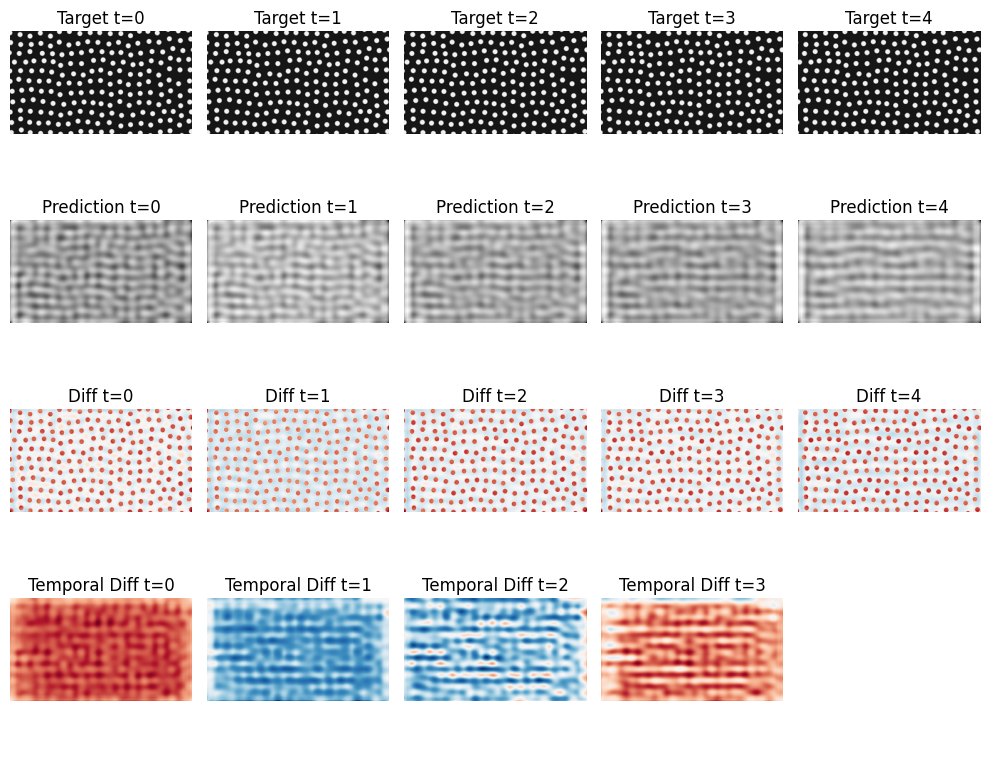 Target t=0 Target t=1 Target t=2 Target t=3 Target t=4
Prediction t=0 Prediction t=1 Prediction t=2 Prediction t=3 Prediction t=4
Diff t=0 Diff t=1 Diff t=2 Diff t=3 Diff t=4
Temporal Diff t=0 Temporal Diff t=1 Temporal Diff t=2 Temporal Diff t=3